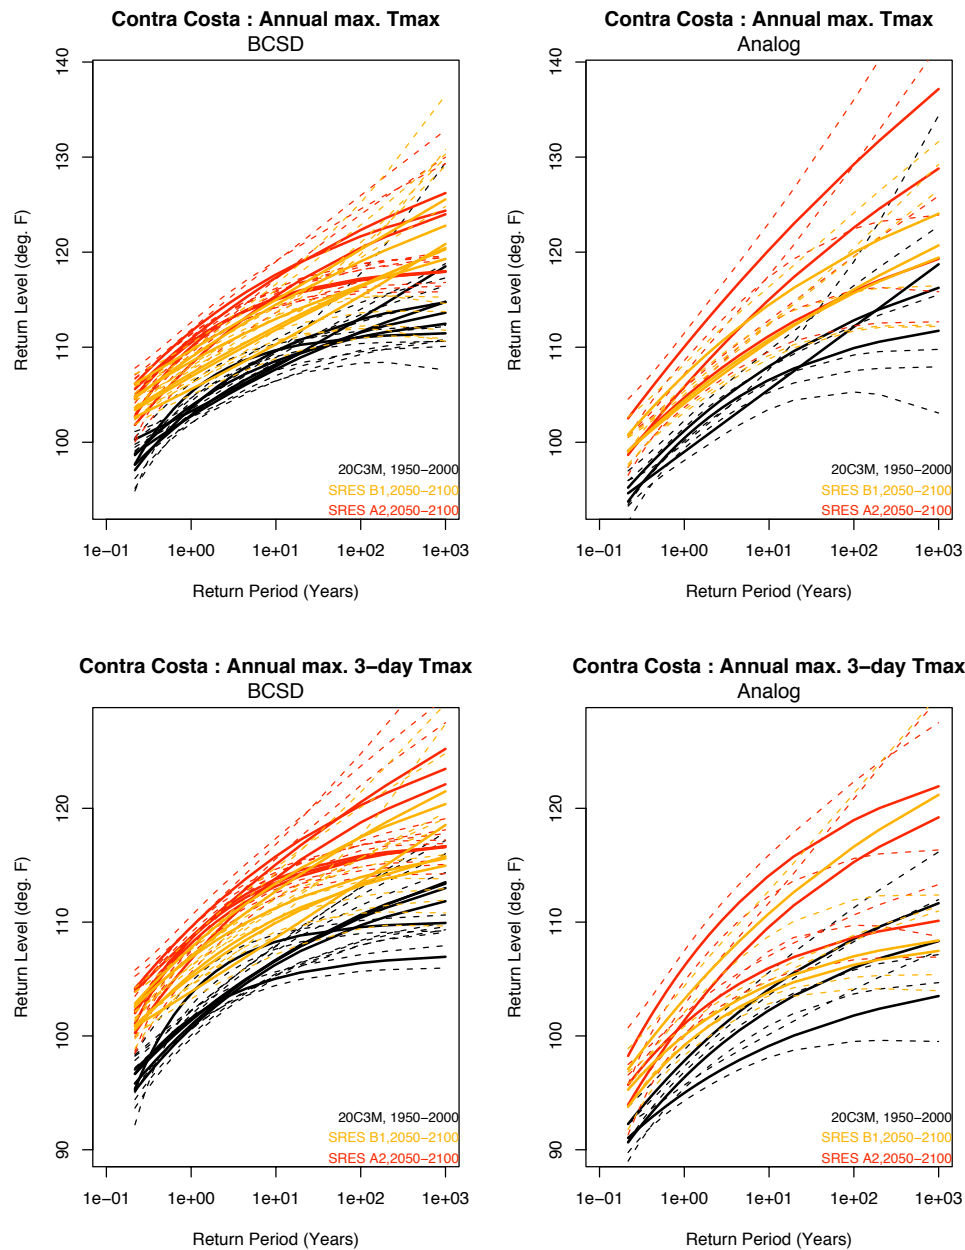 Contra Costa : Annual max. Tmax
BCSD
140
130
120
110
100
Return Level (deg. F)
20C3M, 1950−2000
SRES B1,2050−2100
SRES A2,2050−2100
1e−01 1e+00 1e+01 1e+02 1e+03
Return Period (Years)
Contra Costa : Annual max. Tmax
Analog
140
130
120
110
100
Return Level (deg. F)
20C3M, 1950−2000
SRES B1,2050−2100
SRES A2,2050−2100
1e−01 1e+00 1e+01 1e+02 1e+03
Return Period (Years)
Contra Costa : Annual max. 3−day Tmax
BCSD
120
110
100
90
Return Level (deg. F)
20C3M, 1950−2000
SRES B1,2050−2100
SRES A2,2050−2100
1e−01 1e+00 1e+01 1e+02 1e+03
Return Period (Years)
Contra Costa : Annual max. 3−day Tmax
Analog
120
110
100
90
Return Level (deg. F)
20C3M, 1950−2000
SRES B1,2050−2100
SRES A2,2050−2100
1e−01 1e+00 1e+01 1e+02 1e+03
Return Period (Years)